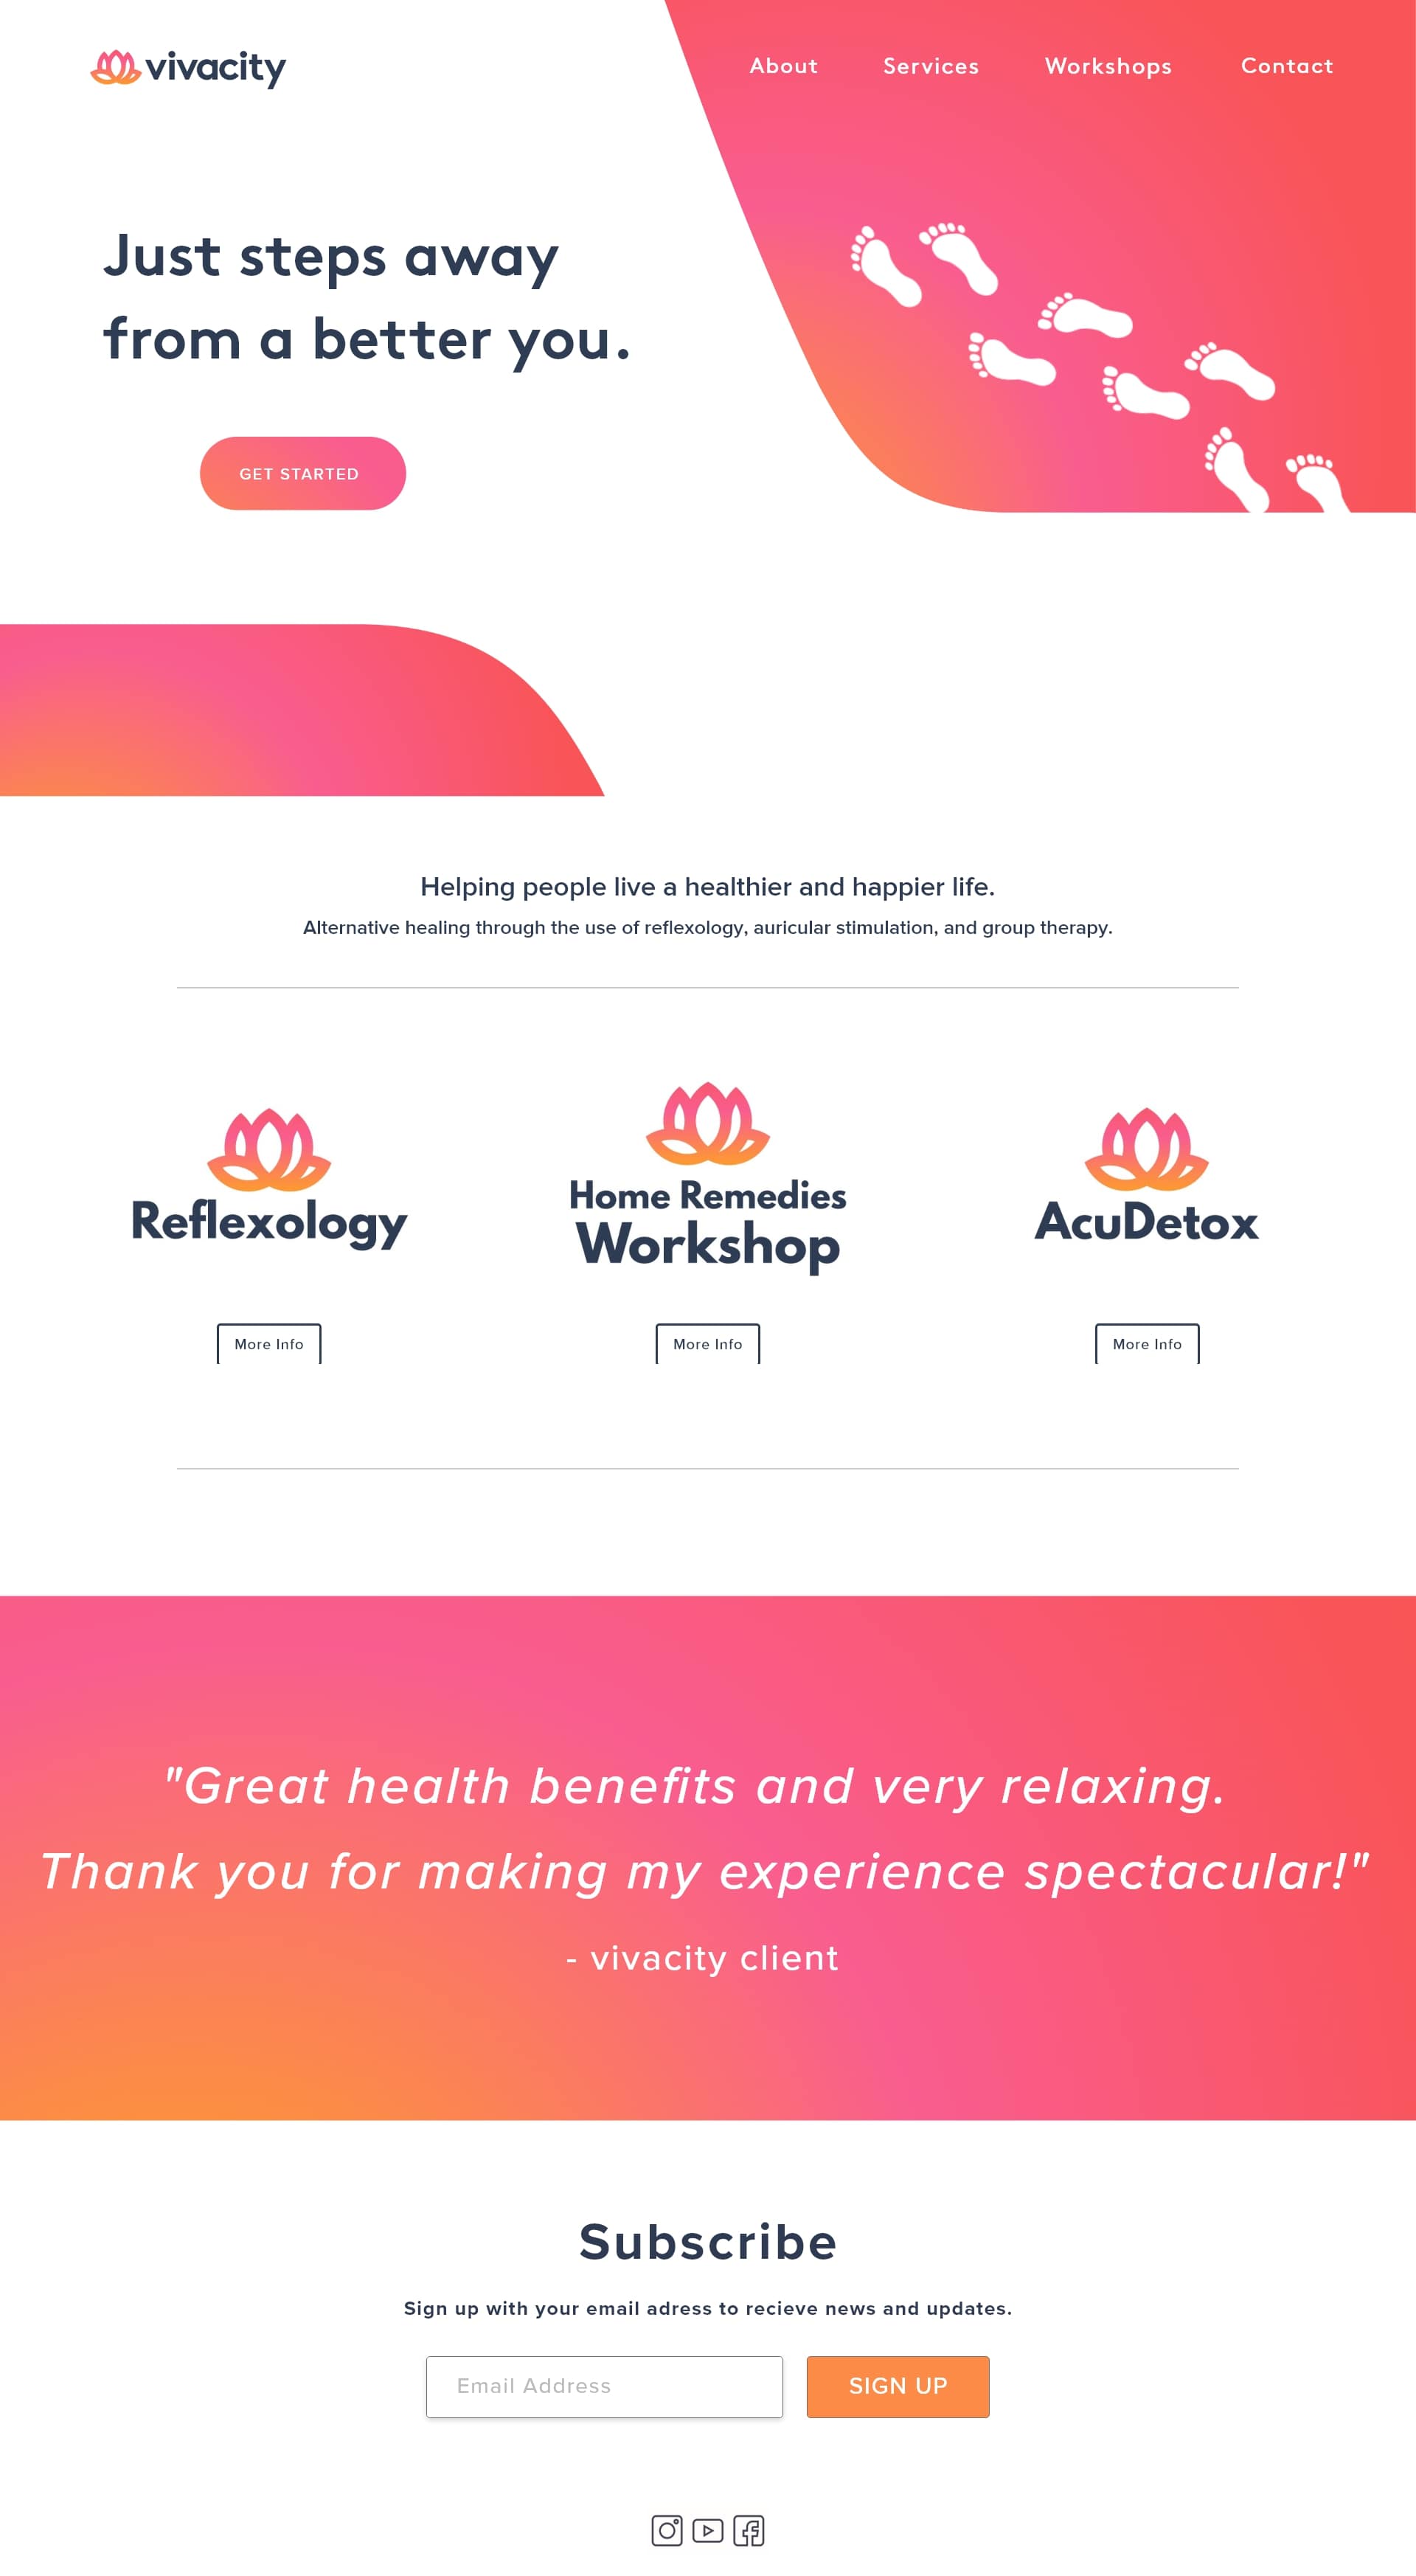 vivacity
About Services Workshops Contact
Just steps away
from a better you.
GET STARTED
Helping people live a healthier and happier life.
Alternative healing through the use of reflexology, auricular stimulation, and group therapy.
Reflexology
Home Remedies
Workshop
AcuDetox
More Info
More Info
More Info
"Great health benefits and very relaxing.
Thank you for making my experience spectacular!"
- vivacity client
Subscribe
Sign up with your email adress to recieve news and updates.
Email Address
SIGN UP